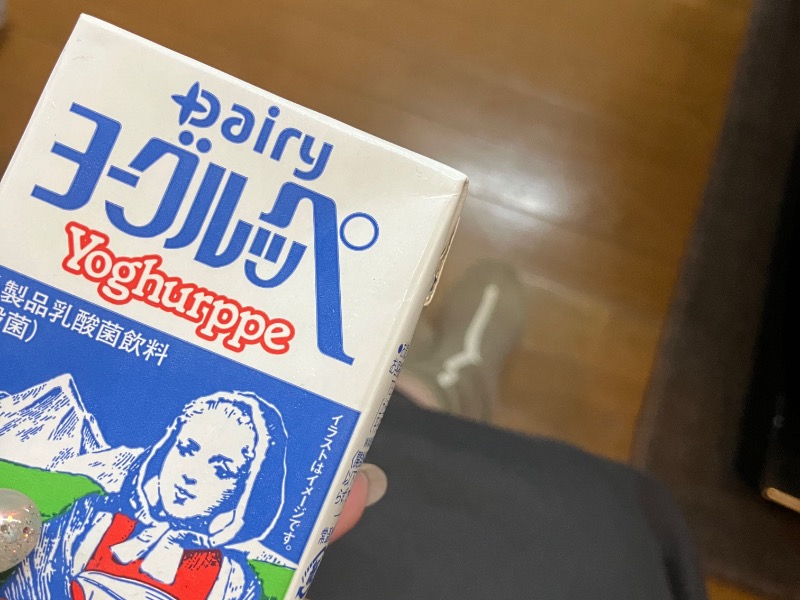 Dairy
ヨーグルッペ
Yoghurppe
製品乳酸菌飲料
菌)
イラストはイメージです。